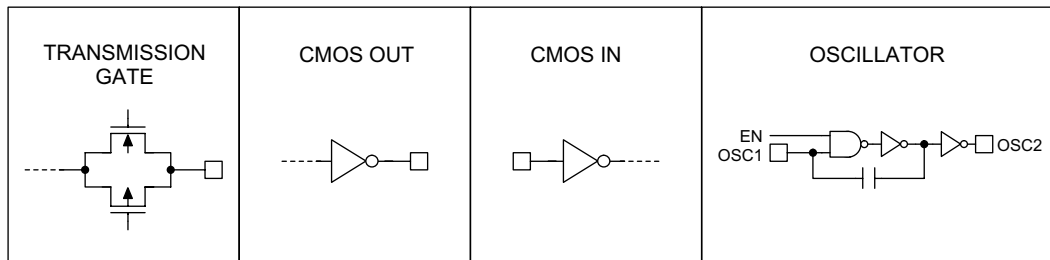 TRANSMISSION
GATE
CMOS OUT
CMOS IN
OSCILLATOR
EN
OSC1
OSC2